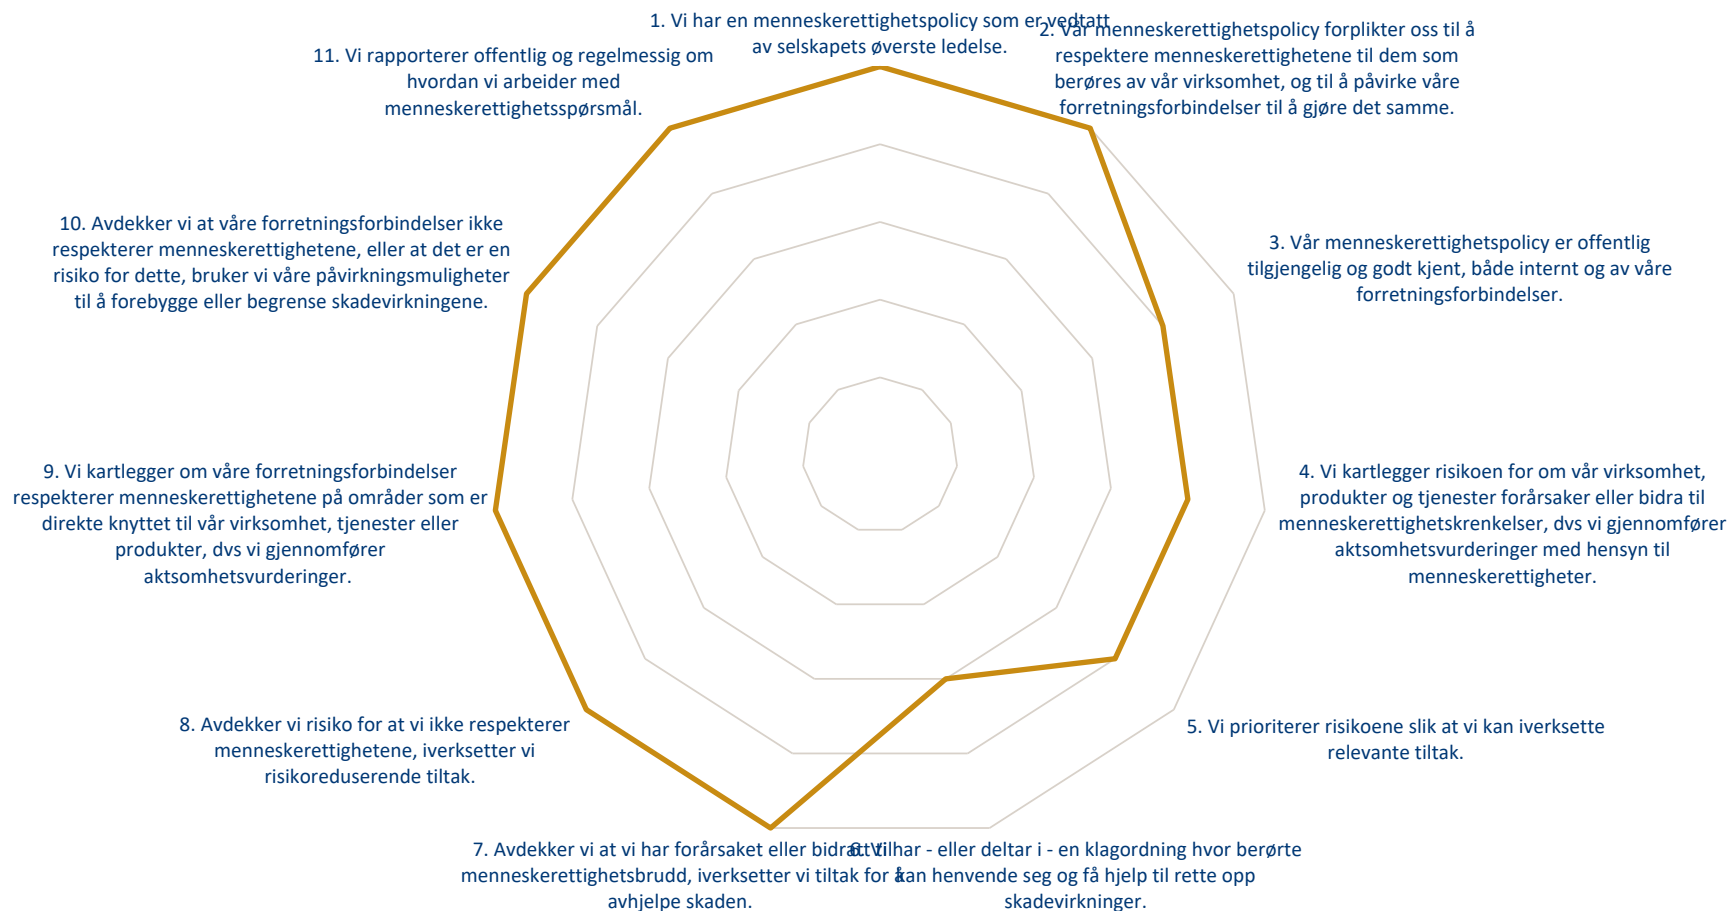 1. Vi har en menneskerettighetspolicy som er vedtatt
av selskapets øverste ledelse.
2. Vår menneskerettighetspolicy forplikter oss til å
respektere menneskerettighetene til dem som
berøres av vår virksomhet, og til å påvirke våre
forretningsforbindelser til å gjøre det samme.
3. Vår menneskerettighetspolicy er offentlig
tilgjengelig og godt kjent, både internt og av våre
forretningsforbindelser.
4. Vi kartlegger risikoen for om vår virksomhet,
produkter og tjenester forårsaker eller bidra til
menneskerettighetskrenkelser, dvs vi gjennomfører
aktsomhetsvurderinger med hensyn til
menneskerettigheter.
5. Vi prioriterer risikoene slik at vi kan iverksette
relevante tiltak.
6. Vi har - eller deltar i - en klagordning hvor berørte
kan henvende seg og få hjelp til rette opp
skadevirkninger.
7. Avdekker vi at vi har forårsaket eller bidratt til
menneskerettighetsbrudd, iverksetter vi tiltak for å
avhjelpe skaden.
8. Avdekker vi risiko for at vi ikke respekterer
menneskerettighetene, iverksetter vi
risikoreduserende tiltak.
9. Vi kartlegger om våre forretningsforbindelser
respekterer menneskerettighetene på områder som er
direkte knyttet til vår virksomhet, tjenester eller
produkter, dvs vi gjennomfører
aktsomhetsvurderinger.
10. Avdekker vi at våre forretningsforbindelser ikke
respekterer menneskerettighetene, eller at det er en
risiko for dette, bruker vi våre påvirkningsmuligheter
til å forebygge eller begrense skadevirkningene.
11. Vi rapporterer offentlig og regelmessig om
hvordan vi arbeider med
menneskerettighetsspørsmål.